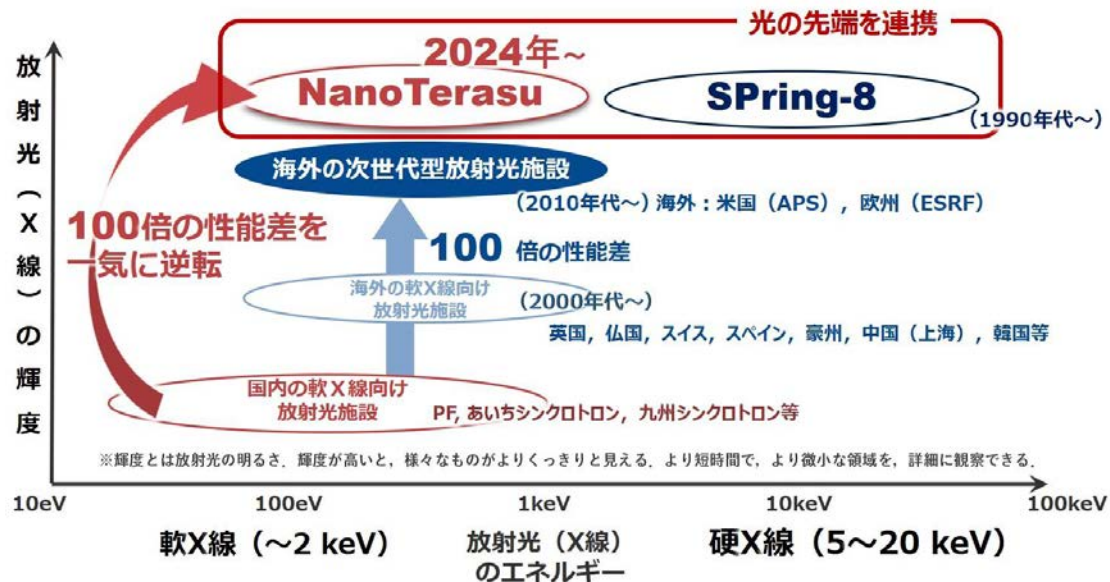 光の先端を連携
2024年~
NanoTerasu
SPring-8
(1990年代~)
海外の次世代型放射光施設
(2010年代~) 海外：米国（APS），欧州（ESRF）
100倍の性能差を
一気に逆転
100 倍の性能差
海外の軟X線向け
放射光施設
(2000年代~)
英国，仏国，スイス，スペイン，豪州，中国（上海），韓国等
国内の軟X線向け
放射光施設
PF, あいちシンクロトロン，九州シンクロトロン等
※輝度とは放射光の明るさ．輝度が高いと，様々なものがよりくっきりと見える．より短時間で，より微小な領域を，詳細に観察できる．
放射光(X線)の輝度
10eV 100eV 1keV 10keV 100keV
軟X線（～2 keV）
放射光（X線）
のエネルギー
硬X線（5～20 keV）